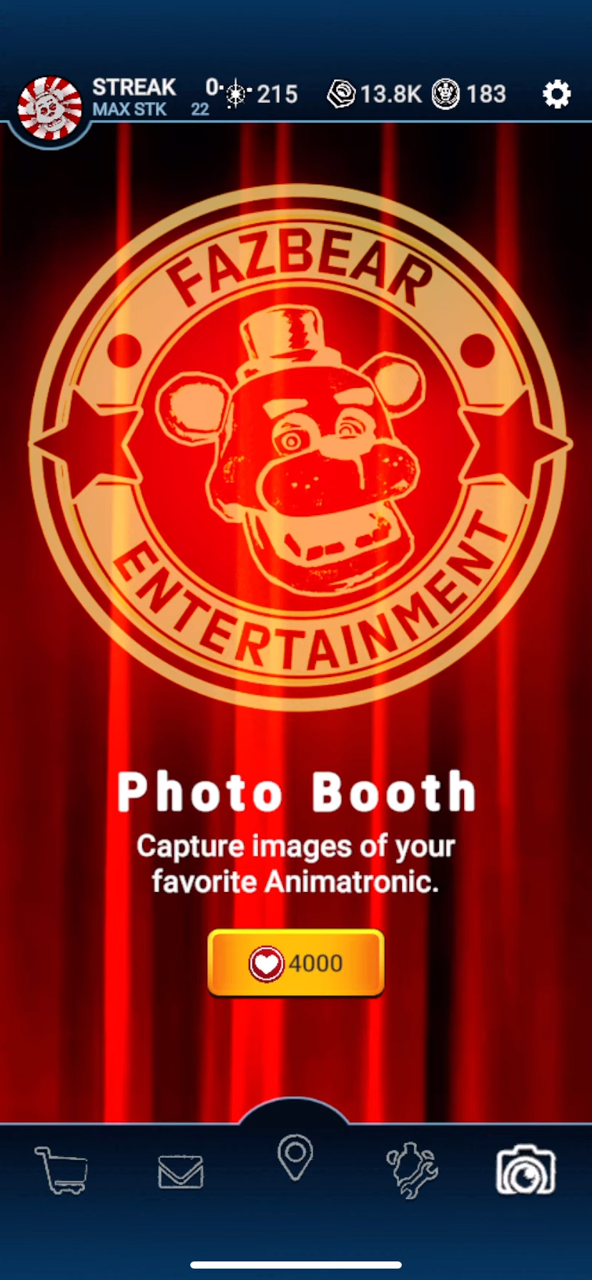 STREAK 0
MAX STK 22
215
13.8K
183
FAZBEAR
ENTERTAINMENT
Photo Booth
Capture images of your
favorite Animatronic.
4000